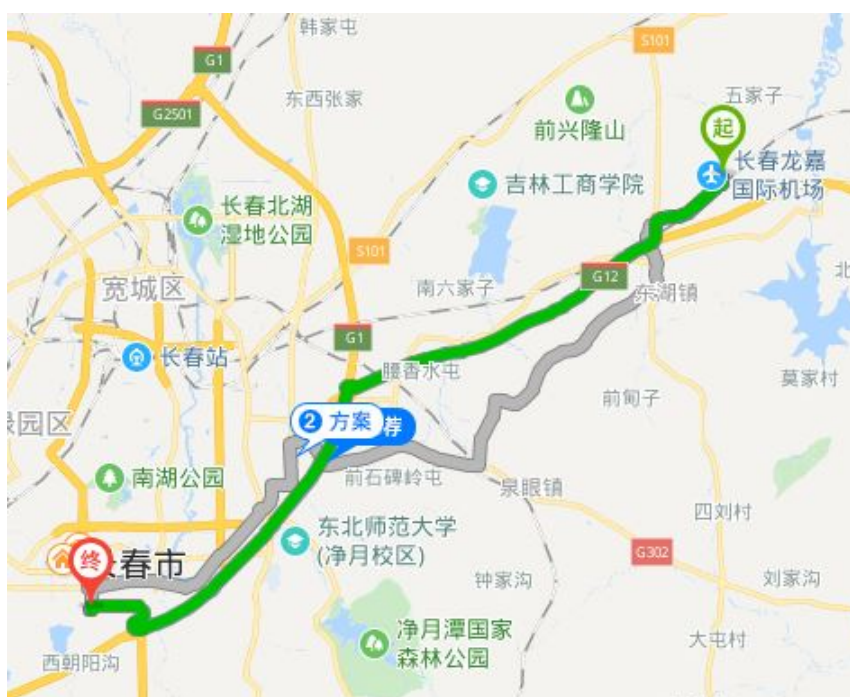 韩家屯
S101
G1
五家子
东西张家
G2501
起
前兴隆山
长春龙嘉
国际机场
吉林工商学院
长春北湖
湿地公园
S101
宽城区
南六家子
G12
东湖镇
G1
长春站
腰香水屯
莫家村
前甸子
园区
2 方案
荐
南湖公园
前石碑岭屯
泉眼镇
四刘村
东北师范大学
(净月校区)
G302
终
春市
钟家沟
刘家沟
净月潭国家
森林公园
大屯村
西朝阳沟